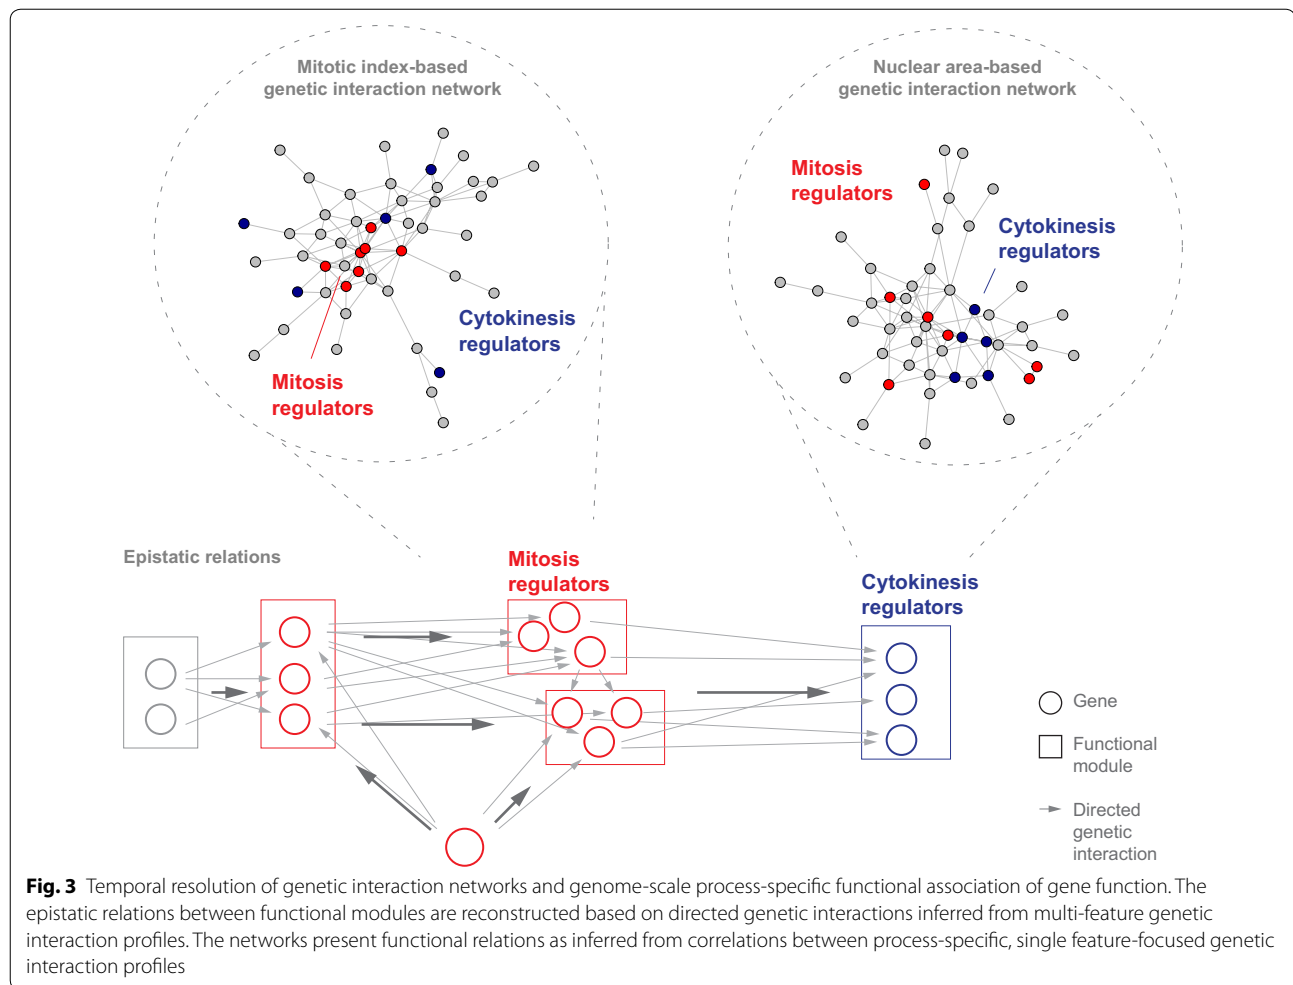 Mitotic index-based
genetic interaction network
Nuclear area-based
genetic interaction network
Mitosis
regulators
Cytokinesis
regulators
Cytokinesis
regulators
Mitosis
regulators
Epistatic relations
Mitosis
regulators
Cytokinesis
regulators
Gene
Functional
module
Directed
genetic
interaction
Fig. 3 Temporal resolution of genetic interaction networks and genome-scale process-specific functional association of gene function. The
epistatic relations between functional modules are reconstructed based on directed genetic interactions inferred from multi-feature genetic
interaction profiles. The networks present functional relations as inferred from correlations between process-specific, single feature-focused genetic
interaction profiles